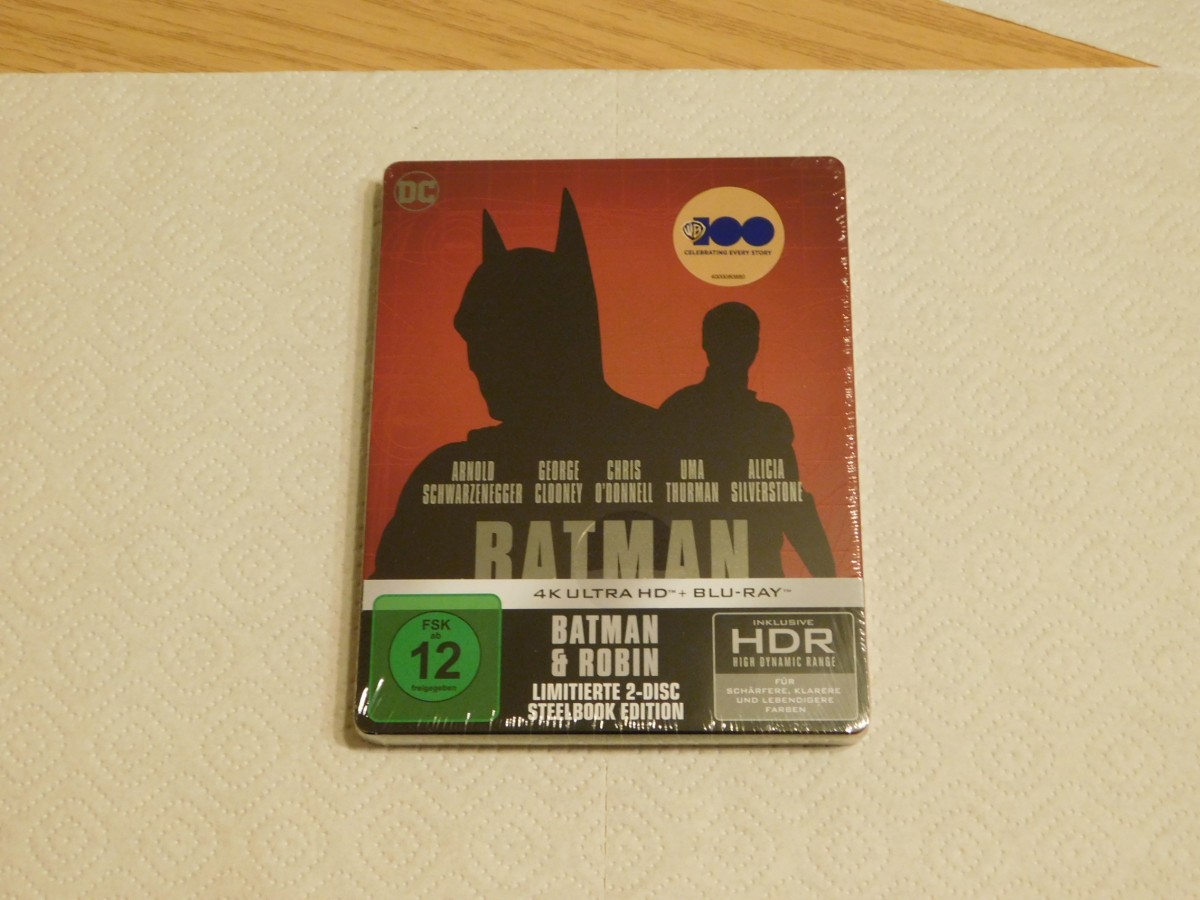 DC
WB 100
CELEBRATING EVERY STORY
ARNOLD GEORGE CHRIS UMA ALICIA
SCHWARZENEGGER CLOONEY O'DONNELL THURMAN SILVERSTONE
BATMAN
4K ULTRA HD™ + BLU-RAY™
FSK
ab
12
freigegeben
BATMAN
& ROBIN
LIMITIERTE 2-DISC
STEELBOOK EDITION
INKLUSIVE
HDR
HIGH DYNAMIC RANGE
FÜR
SCHÄRFERE, KLARERE
UND LEBENDIGERE
FARBEN